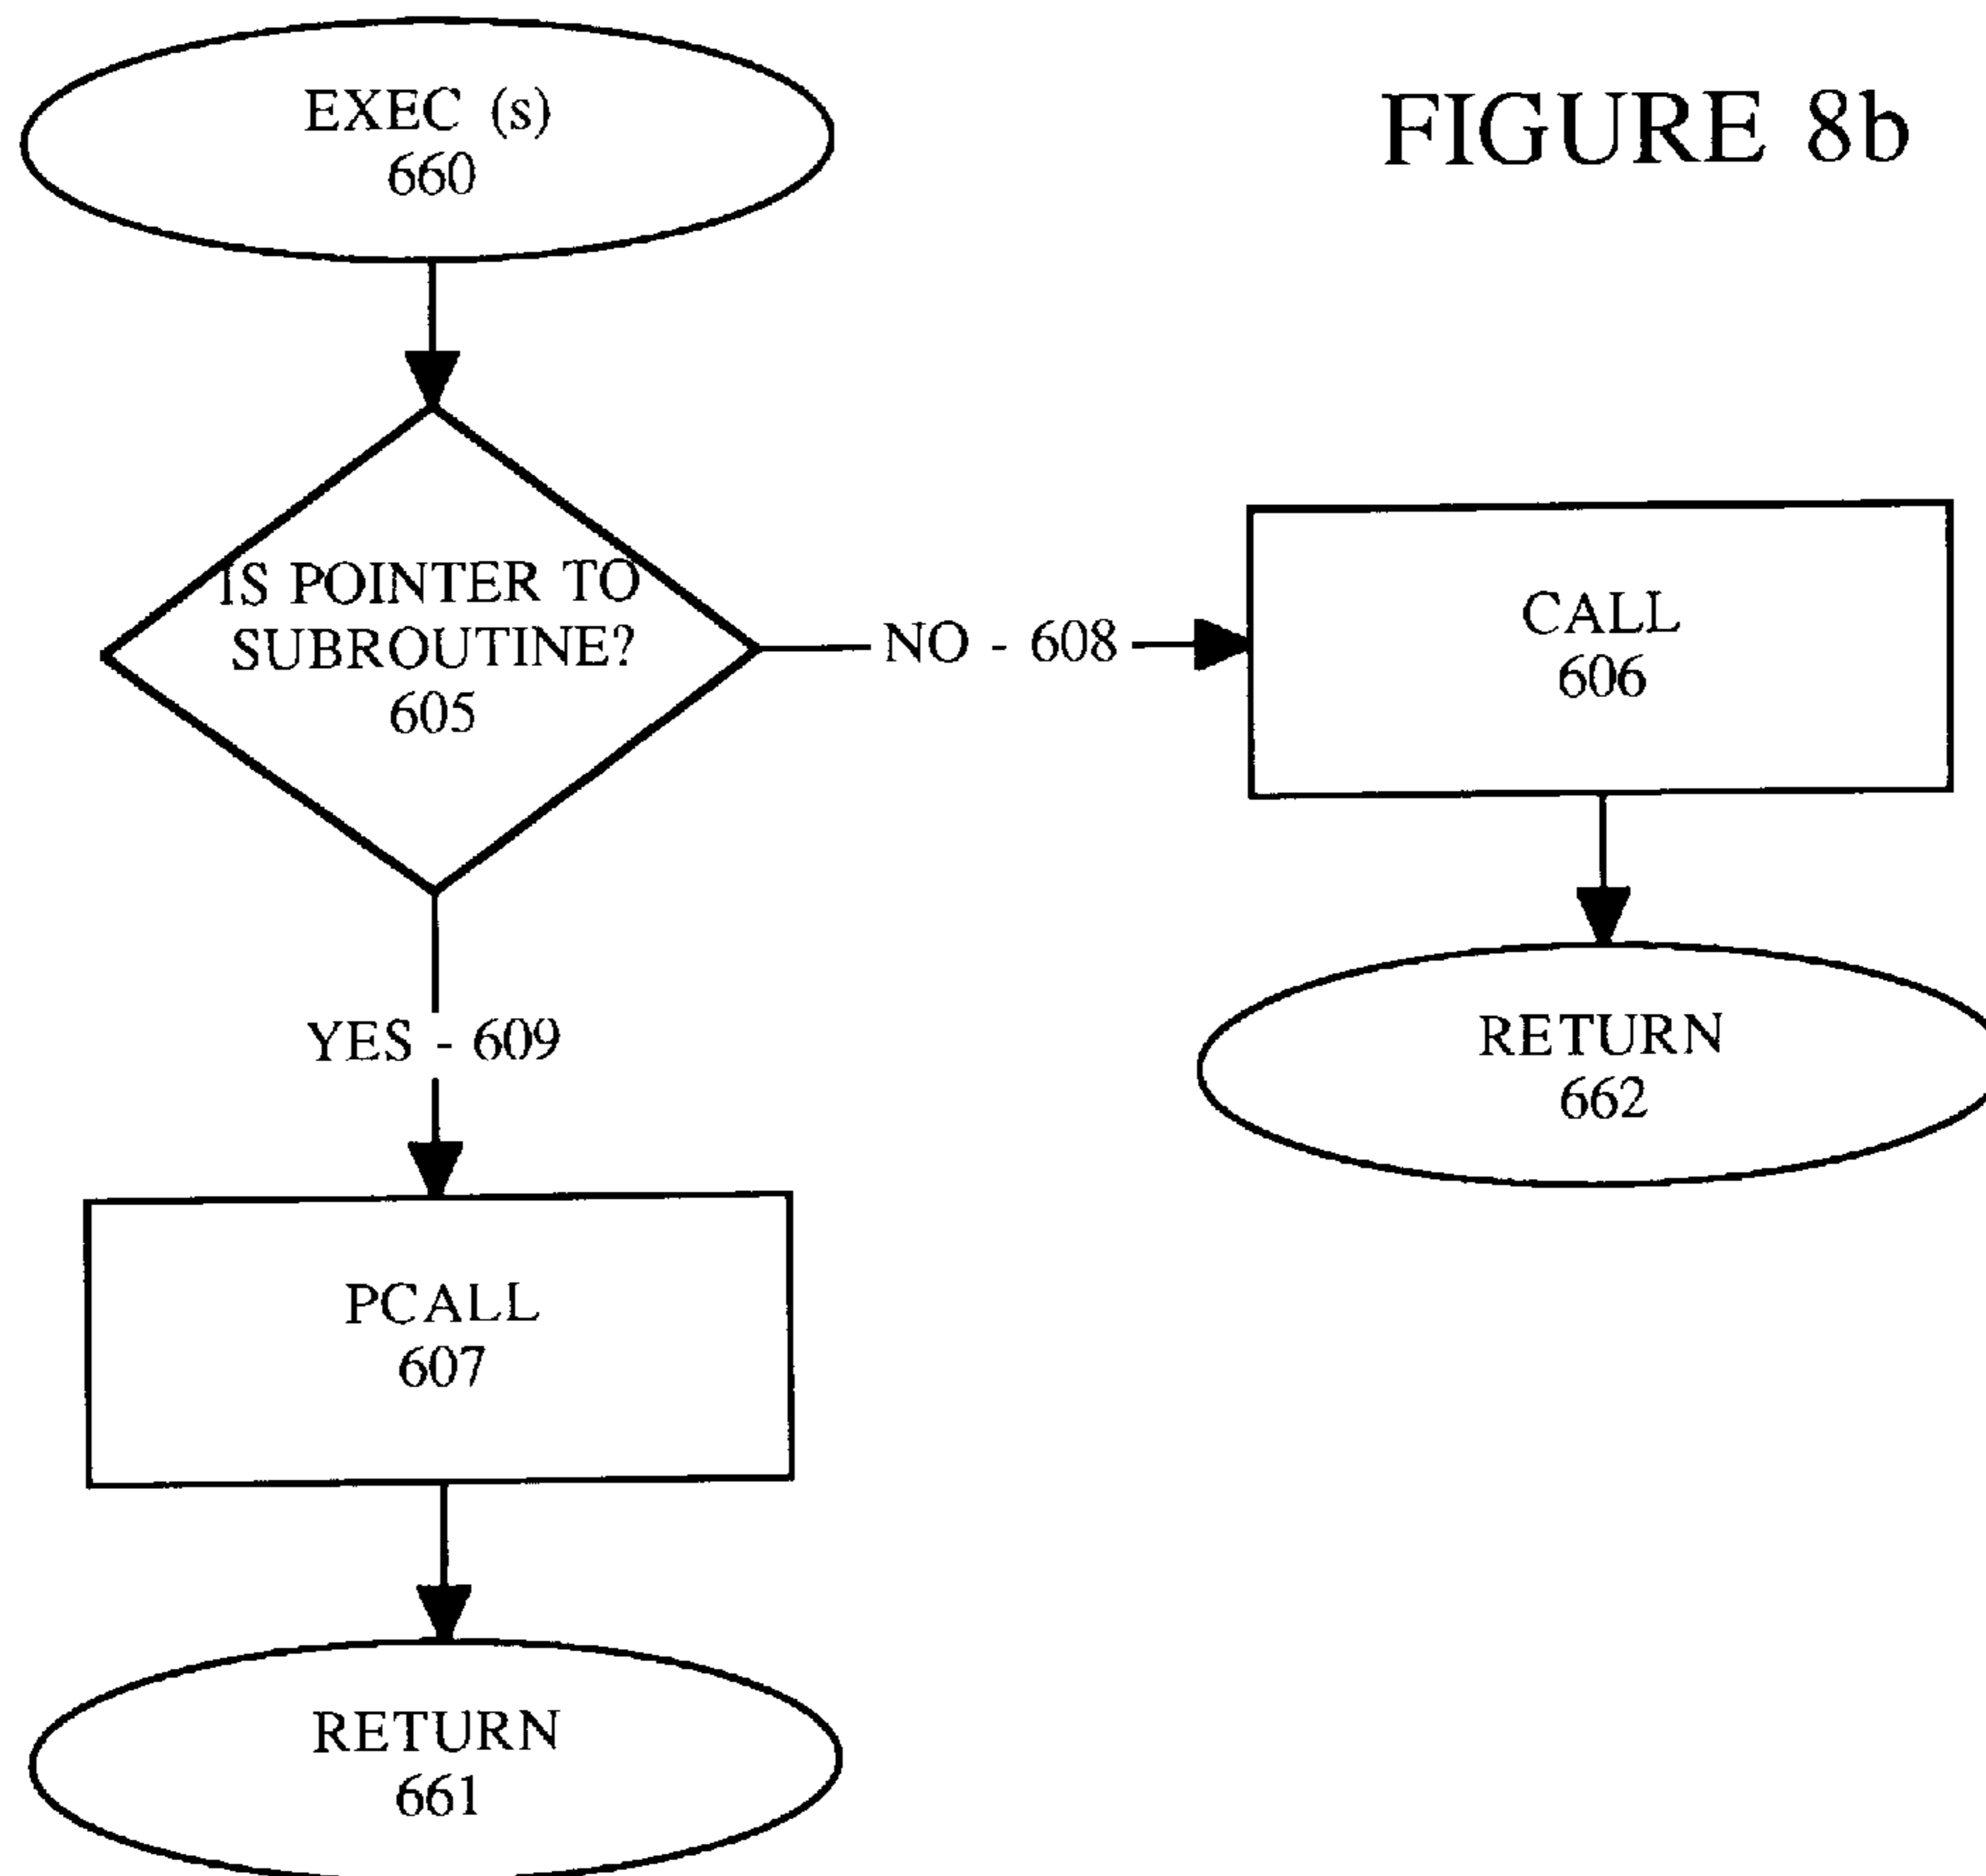 FIGURE 8b
EXEC (s)
660
IS POINTER TO
SUBROUTINE?
605
NO - 608
CALL
606
RETURN
662
YES - 609
PCALL
607
RETURN
661